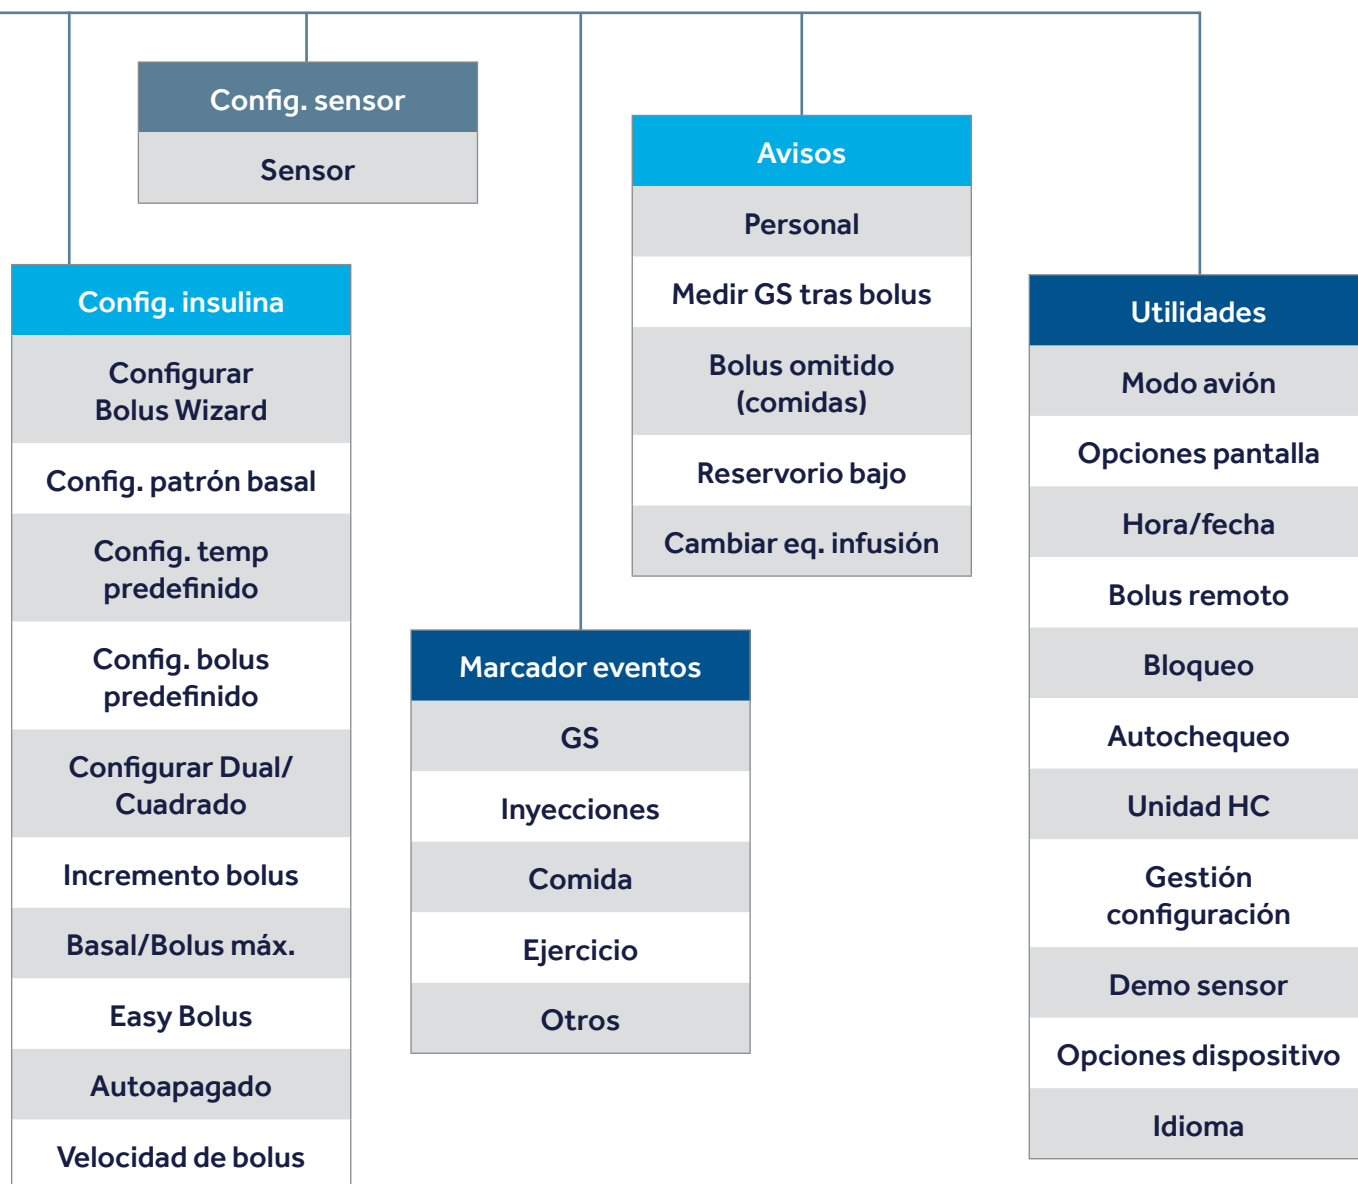 Config. sensor
Sensor
Config. insulina
Configurar
Bolus Wizard
Config. patrón basal
Config. temp
predefinido
Config. bolus
predefinido
Configurar Dual/
Cuadrado
Incremento bolus
Basal/Bolus máx.
Easy Bolus
Autoapagado
Velocidad de bolus
Marcador eventos
GS
Inyecciones
Comida
Ejercicio
Otros
Avisos
Personal
Medir GS tras bolus
Bolus omitido
(comidas)
Reservorio bajo
Cambiar eq. infusión
Utilidades
Modo avión
Opciones pantalla
Hora/fecha
Bolus remoto
Bloqueo
Autochequeo
Unidad HC
Gestión
configuración
Demo sensor
Opciones dispositivo
Idioma